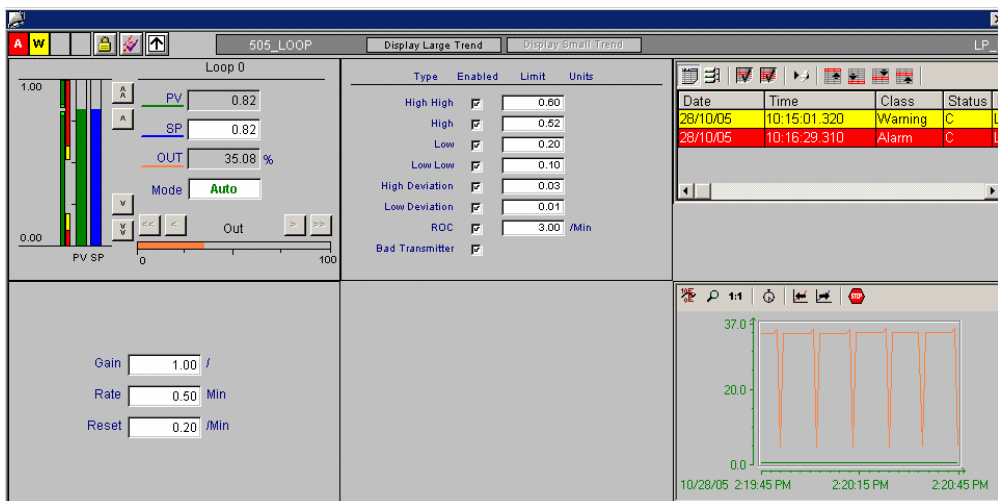 A W 505_LOOP Display Large Trend Display Small Trend LP_
Loop 0
1.00
PV 0.82
SP 0.82
OUT 35.08 %
Mode Auto
<< < Out > >>
0.00
PV SP
0 100
Type Enabled Limit Units
High High 0.60
High 0.52
Low 0.20
Low Low 0.10
High Deviation 0.03
Low Deviation 0.01
ROC 3.00 /Min
Bad Transmitter
Date Time Class Status
28/10/05 10:15:01.320 Warning C L
28/10/05 10:16:29.310 Alarm C L
Gain 1.00 /
Rate 0.50 Min
Reset 0.20 /Min
1:1 STOP
37.0
20.0
0.0
10/28/05 2:19:45 PM 2:20:15 PM 2:20:45 PM